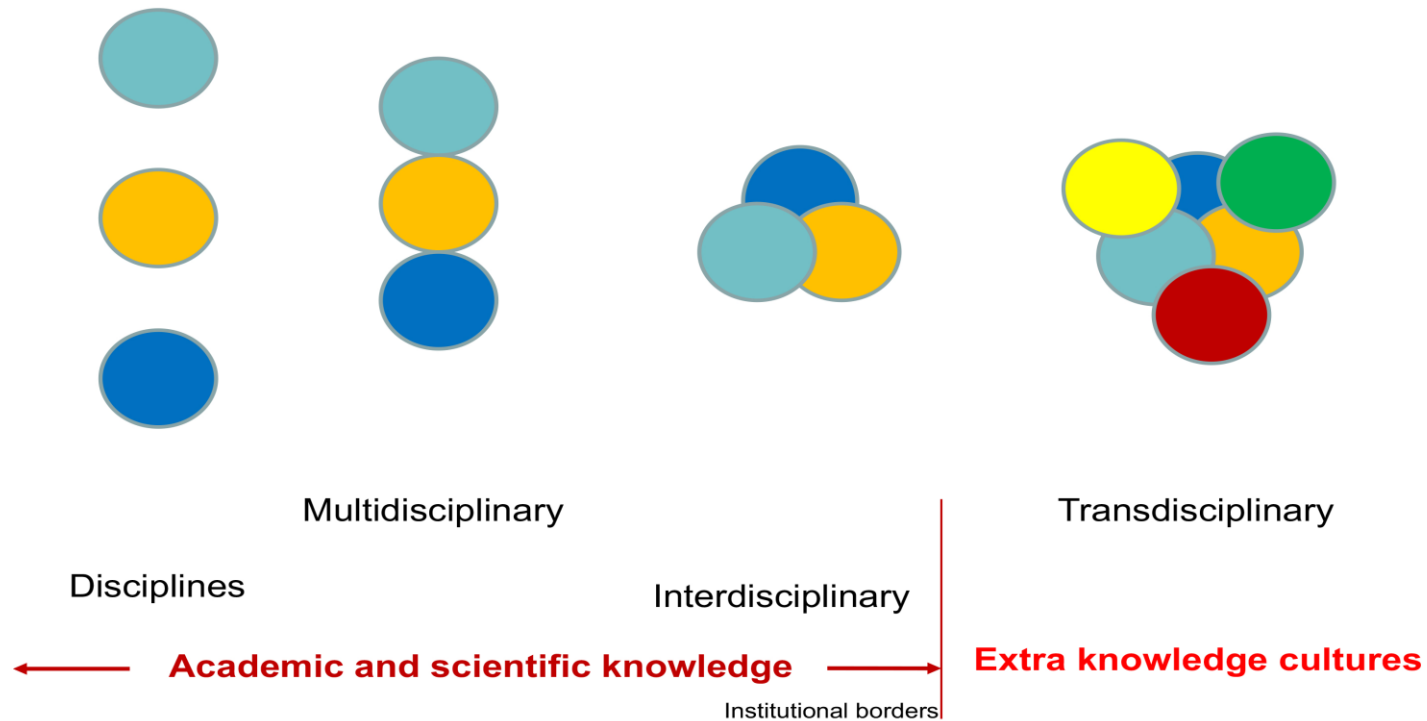 Multidisciplinary
Transdisciplinary
Disciplines
Interdisciplinary
Academic and scientific knowledge
Extra knowledge cultures
Institutional borders